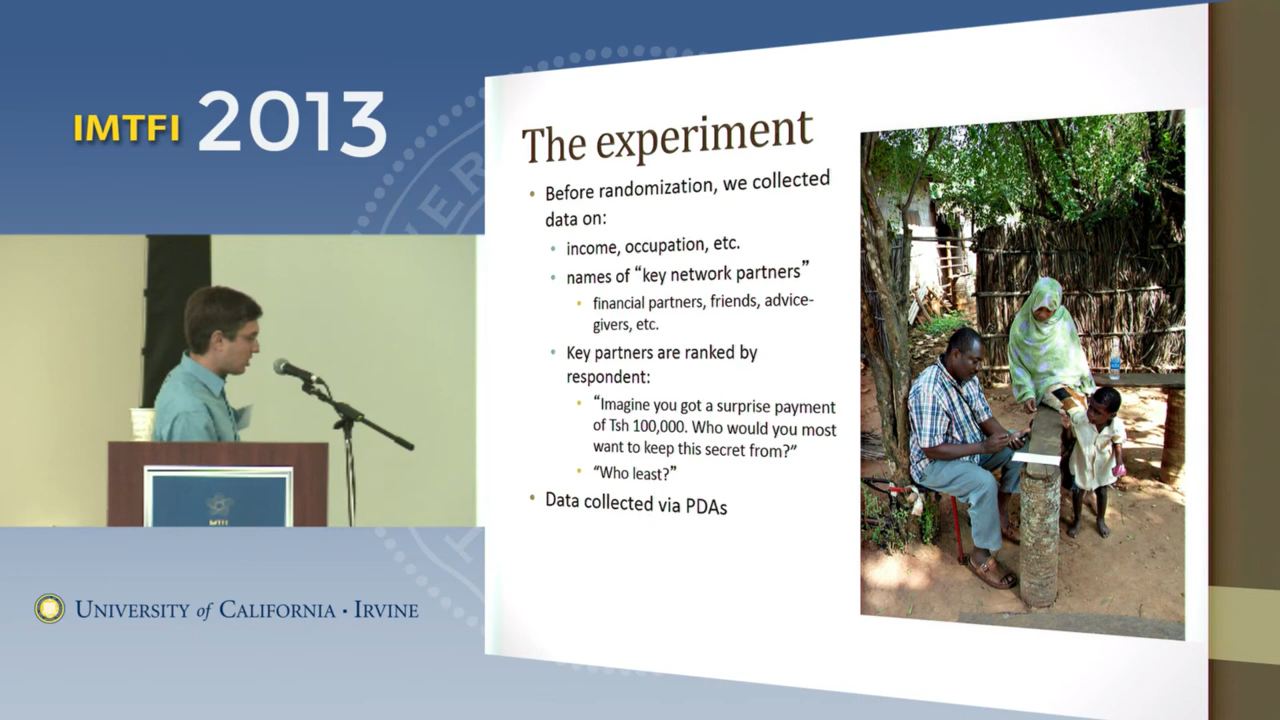 IMTFI 2013
The experiment
• Before randomization, we collected
data on:
• income, occupation, etc.
• names of “key network partners”
• financial partners, friends, advice-
givers, etc.
• Key partners are ranked by
respondent:
• “Imagine you got a surprise payment
of Tsh 100,000. Who would you most
want to keep this secret from?”
• “Who least?”
• Data collected via PDAs
UNIVERSITY of CALIFORNIA • IRVINE